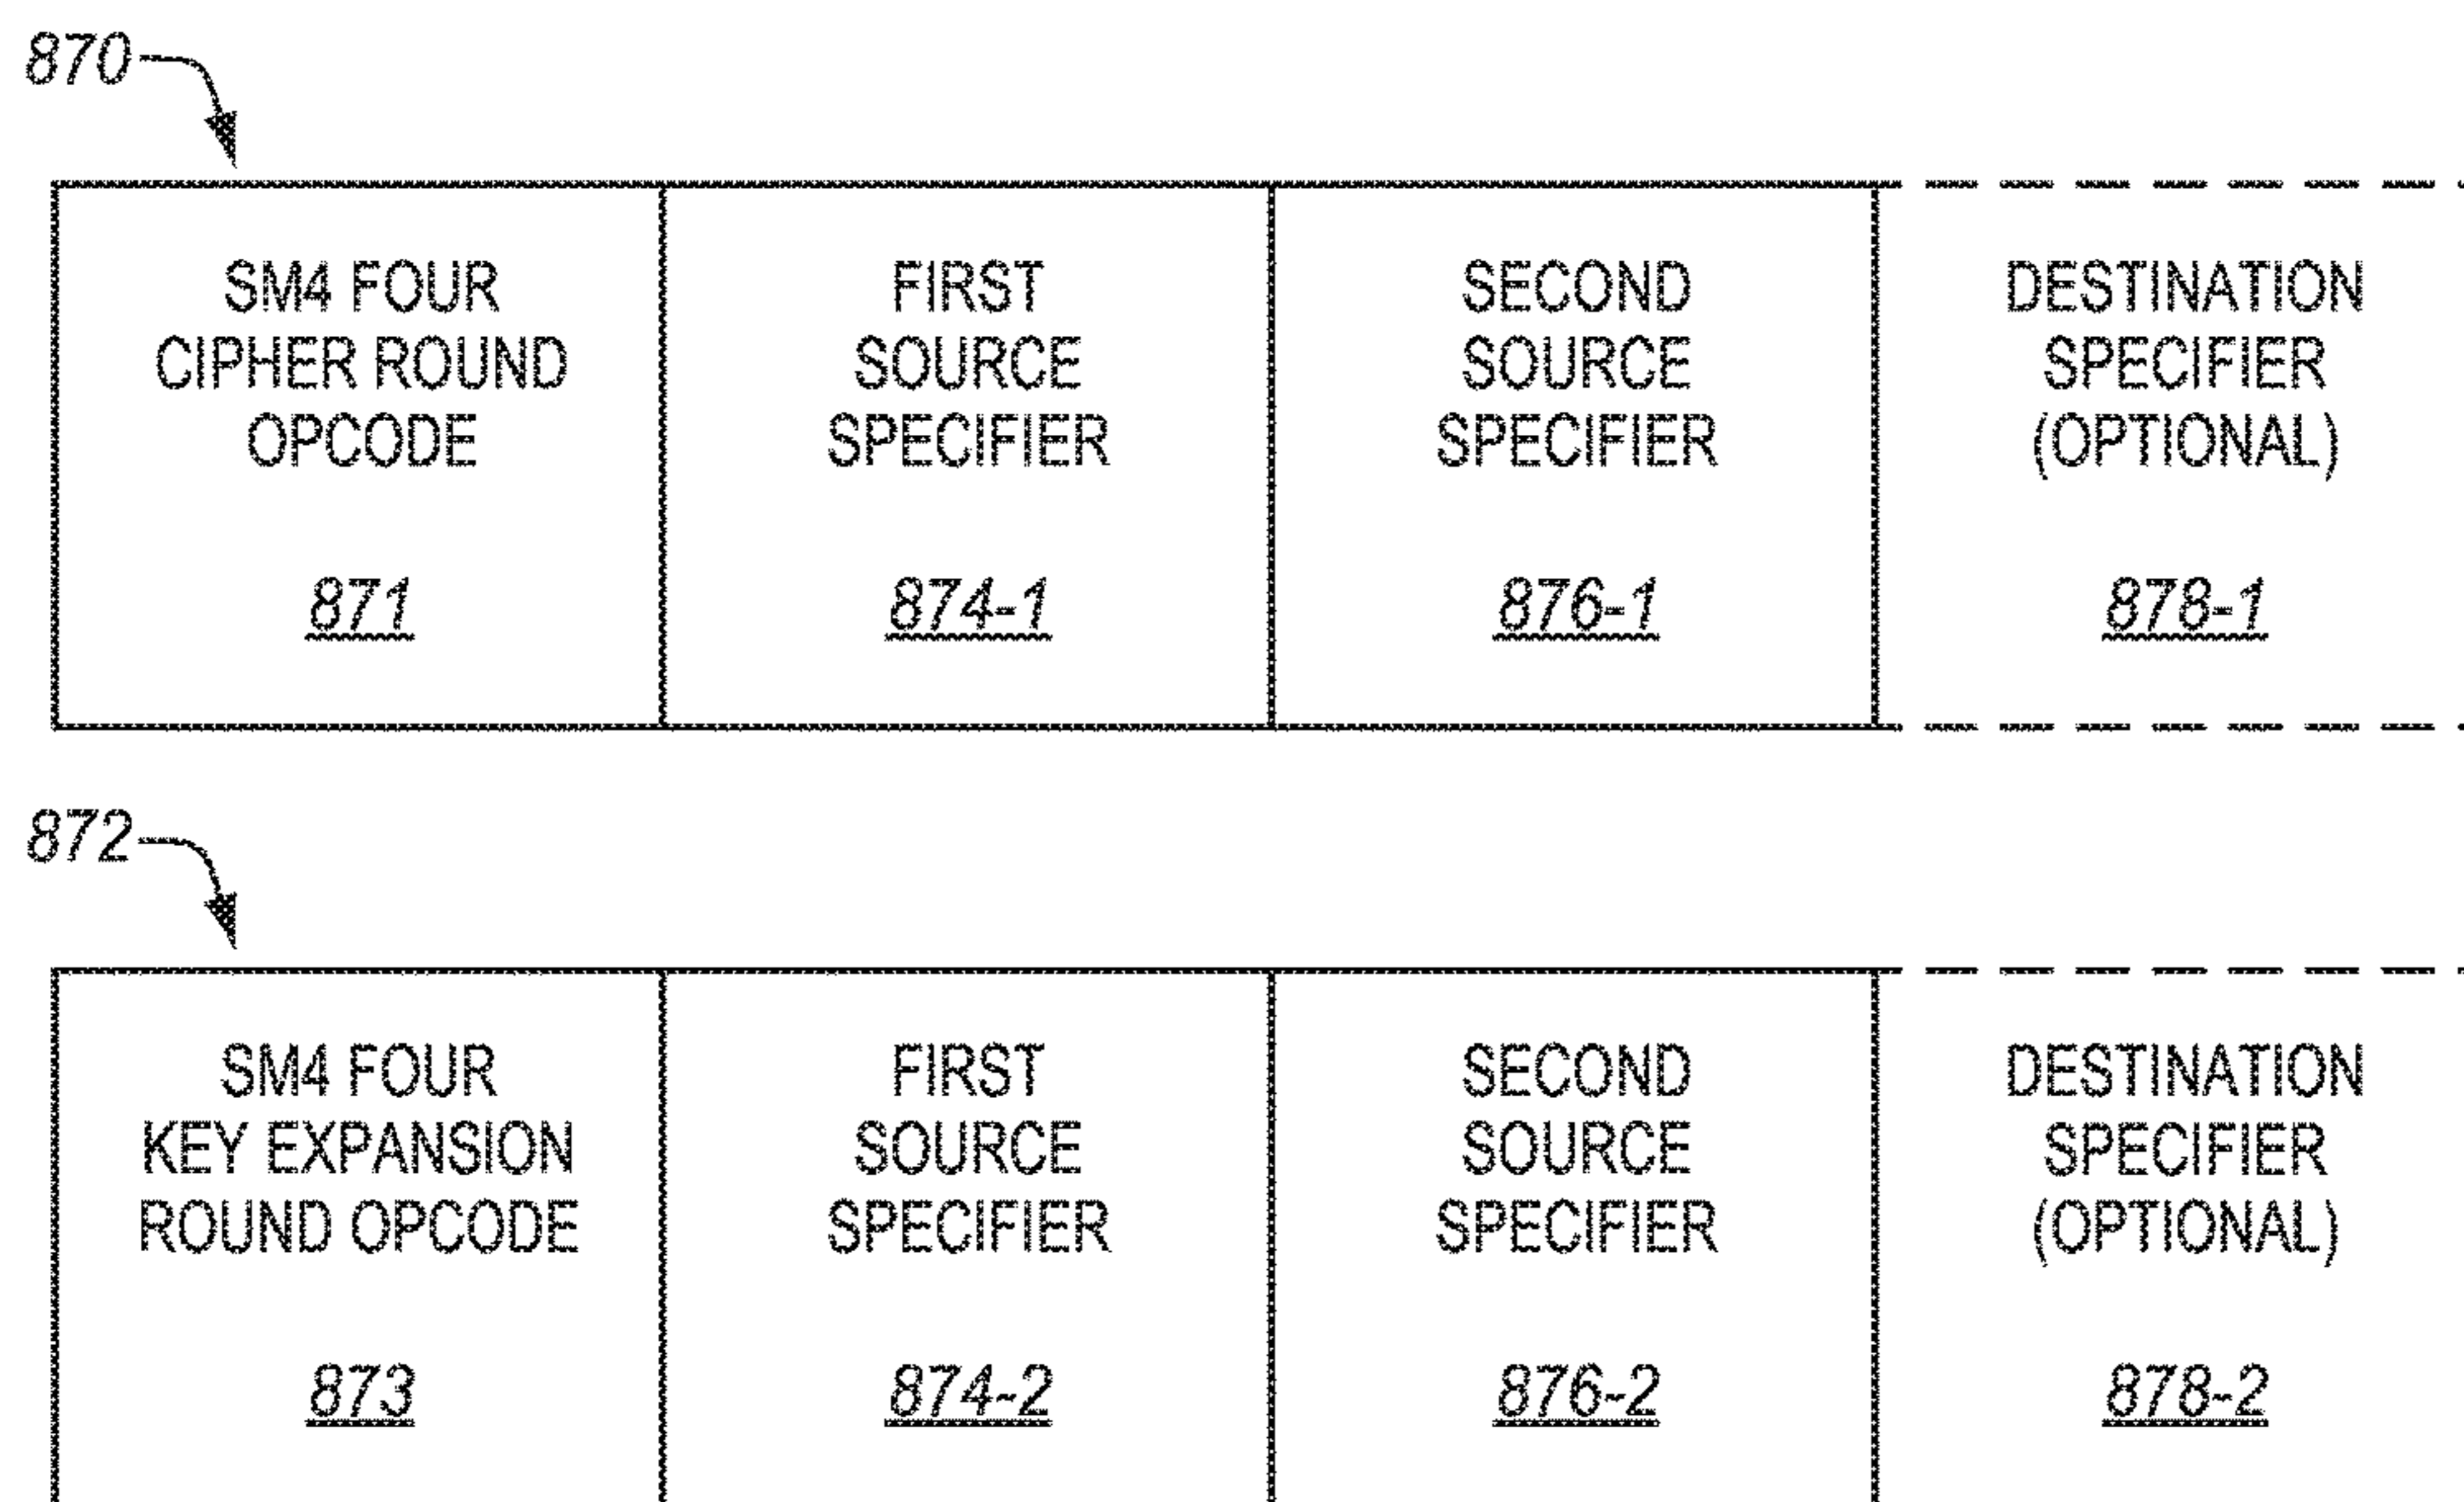 870
SM4 FOUR
CIPHER ROUND
OPCODE
871
FIRST
SOURCE
SPECIFIER
874-1
SECOND
SOURCE
SPECIFIER
876-1
DESTINATION
SPECIFIER
(OPTIONAL)
878-1
872
SM4 FOUR
KEY EXPANSION
ROUND OPCODE
873
FIRST
SOURCE
SPECIFIER
874-2
SECOND
SOURCE
SPECIFIER
876-2
DESTINATION
SPECIFIER
(OPTIONAL)
878-2